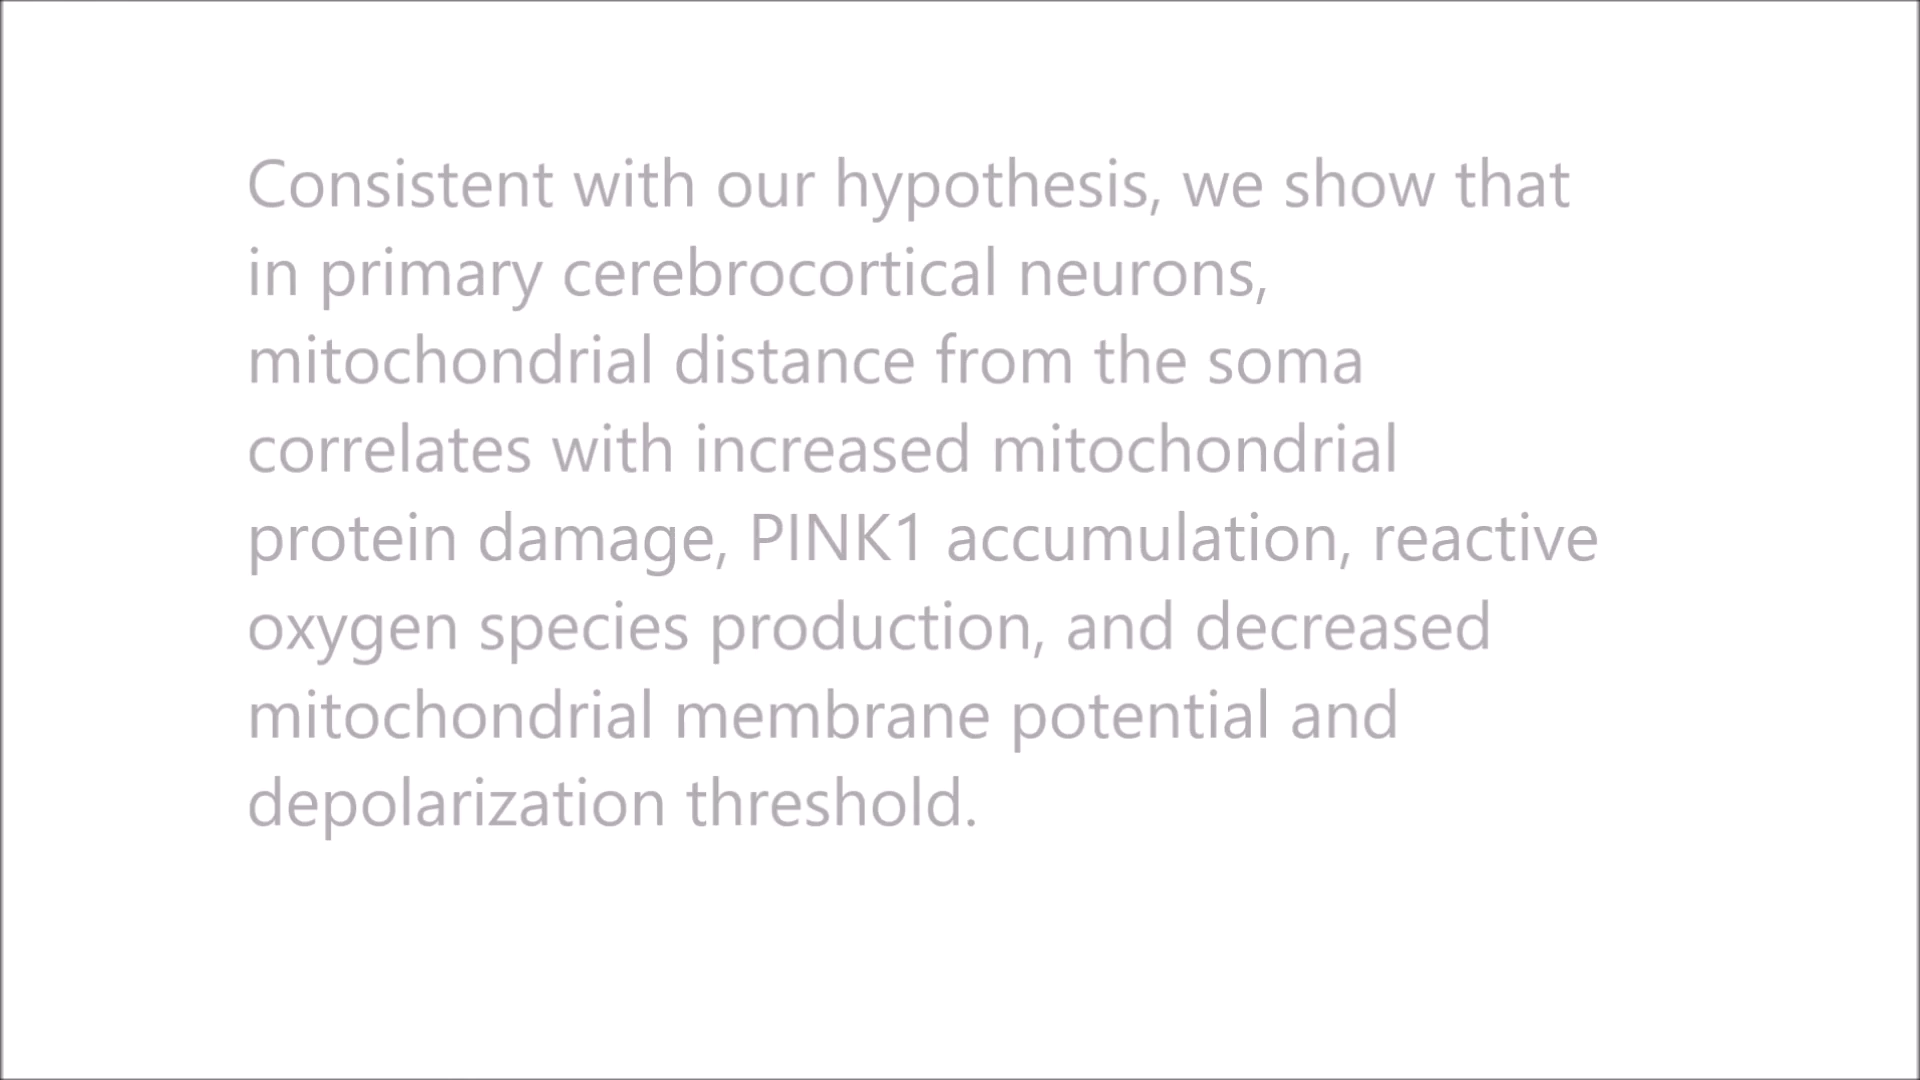 Consistent with our hypothesis, we show that
in primary cerebrocortical neurons,
mitochondrial distance from the soma
correlates with increased mitochondrial
protein damage, PINK1 accumulation, reactive
oxygen species production, and decreased
mitochondrial membrane potential and
depolarization threshold.